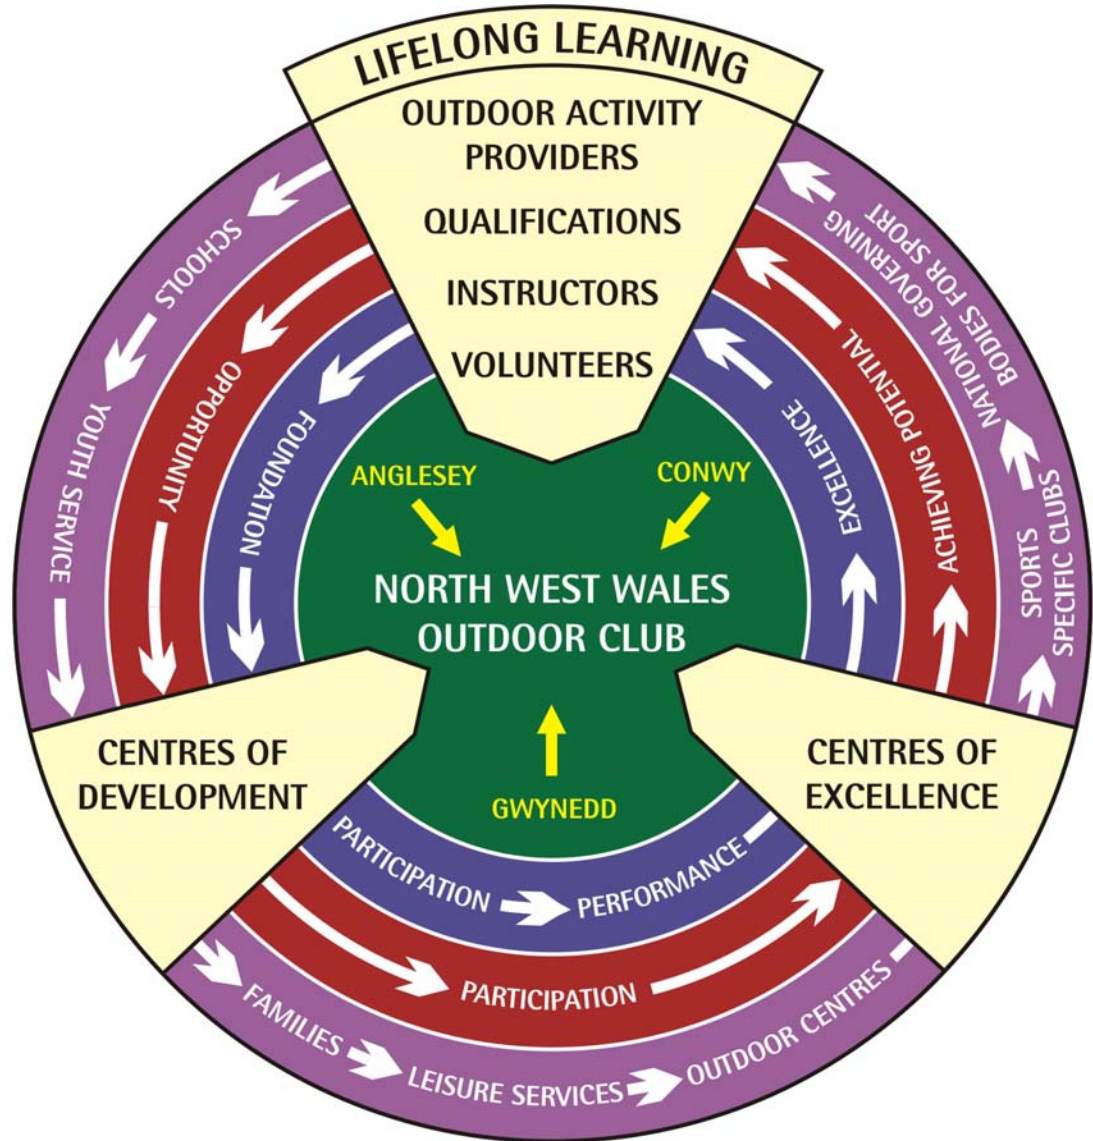 LIFELONG LEARNING
OUTDOOR ACTIVITY
PROVIDERS
QUALIFICATIONS
INSTRUCTORS
VOLUNTEERS
SCHOOLS
YOUTH SERVICE
OPPORTUNITY
FOUNDATION
ANGLESEY
CONWY
NORTH WEST WALES
OUTDOOR CLUB
GWYNEDD
CENTRES OF
DEVELOPMENT
PARTICIPATION
PERFORMANCE
PARTICIPATION
FAMILIES
LEISURE SERVICES
OUTDOOR CENTRES
CENTRES OF
EXCELLENCE
EXCELLENCE
ACHIEVING POTENTIAL
SPORTS
SPECIFIC CLUBS
NATIONAL GOVERNING
BODIES FOR SPORT